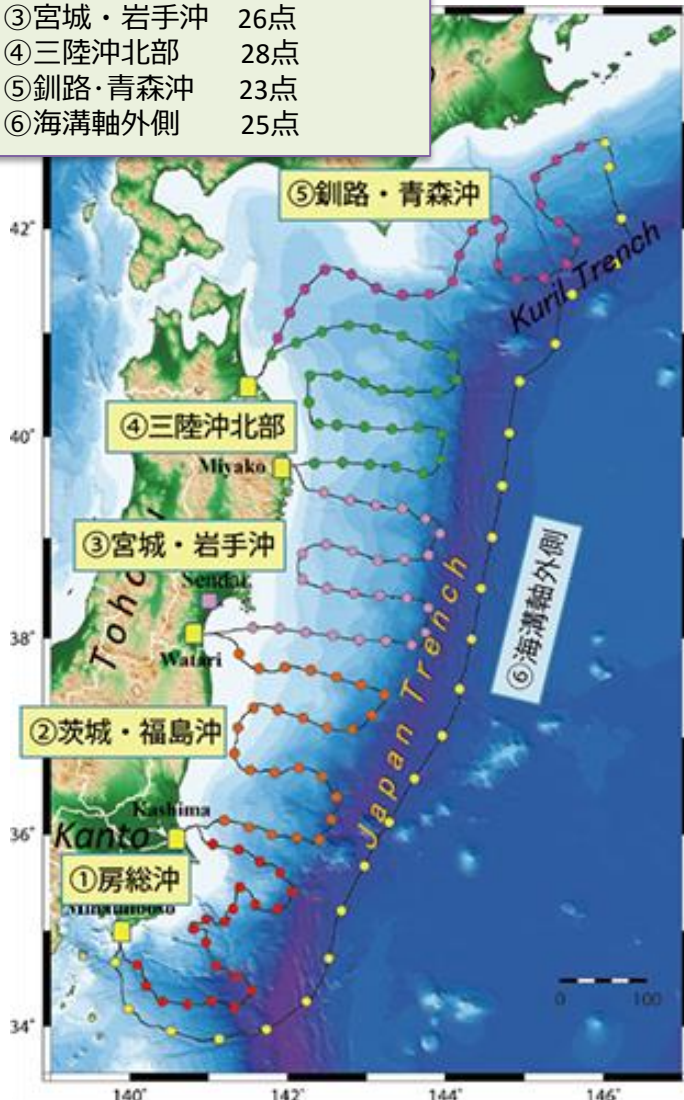 ③宮城・岩手沖 26点
④三陸沖北部 28点
⑤釧路・青森沖 23点
⑥海溝軸外側 25点
⑤釧路・青森沖
42°
Kuril Trench
④三陸沖北部
40°
Miyako
③宮城・岩手沖
Sendai
⑥海溝軸外側
38°
Watari
Japan Trench
②茨城・福島沖
Kashima
36°
Kanto
①房総沖
0 100
34°
140° 142° 144° 146°